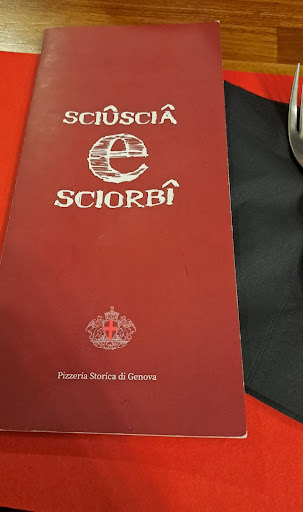 SCIÛSCIÂ
e
SCIORBÎ
Pizzeria Storica di Genova